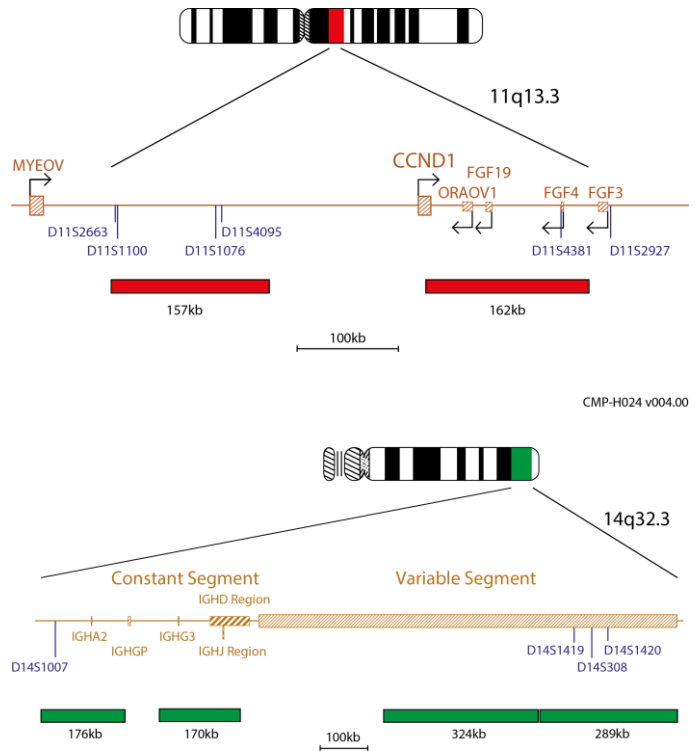 11q13.3
MYEOV
CCND1
FGF19
ORAOV1
FGF4
FGF3
D11S2663
D11S4095
D11S1100
D11S1076
D11S4381
D11S2927
157kb
162kb
100kb
CMP-H024 v004.00
14q32.3
Constant Segment
Variable Segment
IGHD Region
IGHA2
IGHG3
IGHGP
IGHJ Region
D14S1007
D14S1419
D14S1420
D14S308
176kb
170kb
324kb
289kb
100kb